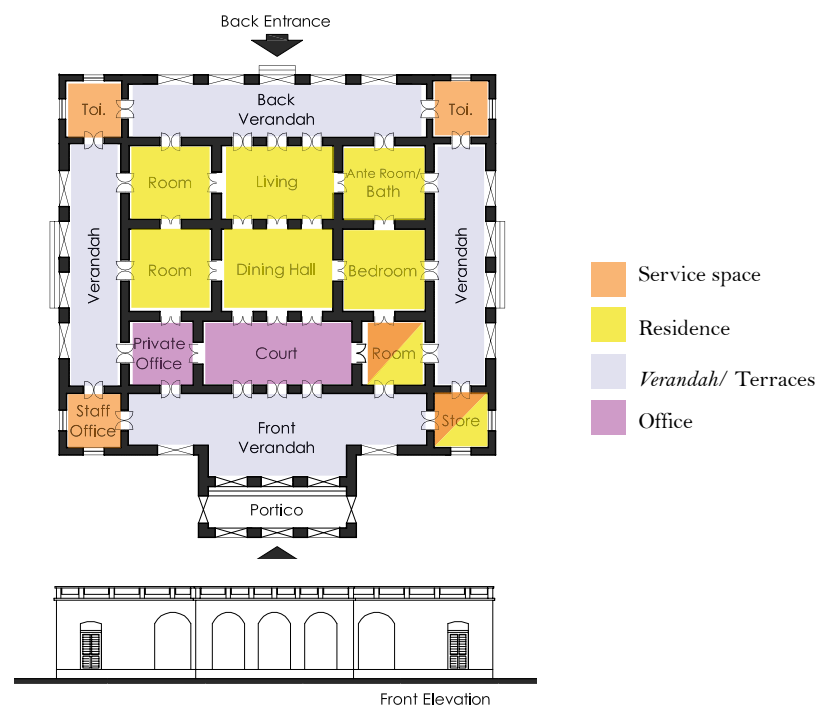 Back Entrance
Toi.
Back
Verandah
Toi.
Room
Living
Ante Room/
Bath
Verandah
Verandah
Room
Dining Hall
Bedroom
Private
Office
Court
Room
Staff
Office
Front
Verandah
Store
Portico
Front Elevation
Service space
Residence
Verandah/ Terraces
Office